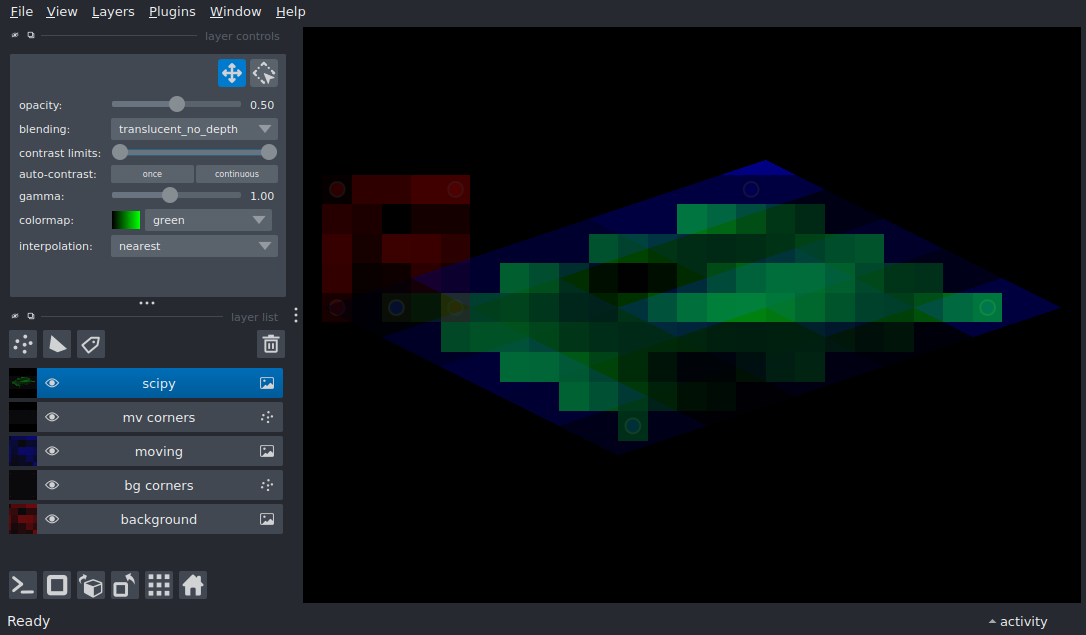 File View Layers Plugins Window Help
layer controls
opacity: 0.50
blending: translucent_no_depth
contrast limits:
auto-contrast: once continuous
gamma: 1.00
colormap: green
interpolation: nearest
layer list
scipy
mv corners
moving
bg corners
background
Ready activity